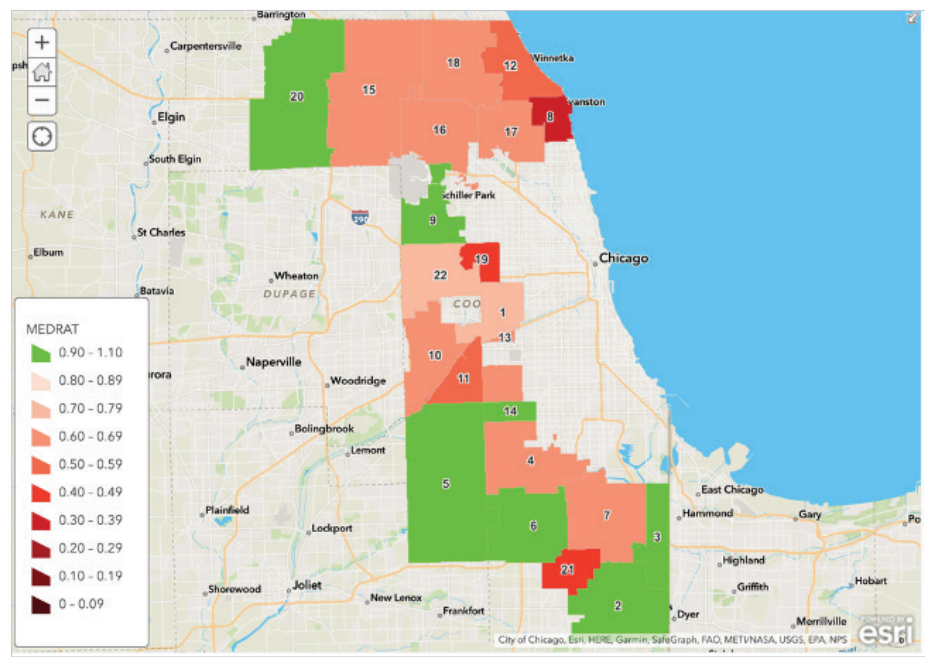 Barrington
Carpentersville
psh
Winnetka
18
12
15
20
vanston
8
Elgin
16
17
South Elgin
Schiller Park
KANE
290
9
St Charles
Elburn
19
Chicago
22
Wheaton
DUPAGE
Batavia
COO
1
13
MEDRAT
0.90 - 1.10
0.80 - 0.89
0.70 - 0.79
0.60 - 0.69
0.50 - 0.59
0.40 - 0.49
0.30 - 0.39
0.20 - 0.29
0.10 - 0.19
0 - 0.09
10
Naperville
rora
Woodridge
11
14
Bolingbrook
Lemont
4
5
East Chicago
Plainfield
6
7
Hammond
Gary
Po
Lockport
3
Highland
21
Joliet
Shorewood
Griffith
Hobart
New Lenox
2
Frankfort
Dyer
Merrillville
City of Chicago, Esri, HERE, Garmin, SafeGraph, FAO, METI/NASA, USGS, EPA, NPS
POWERED BY
esri